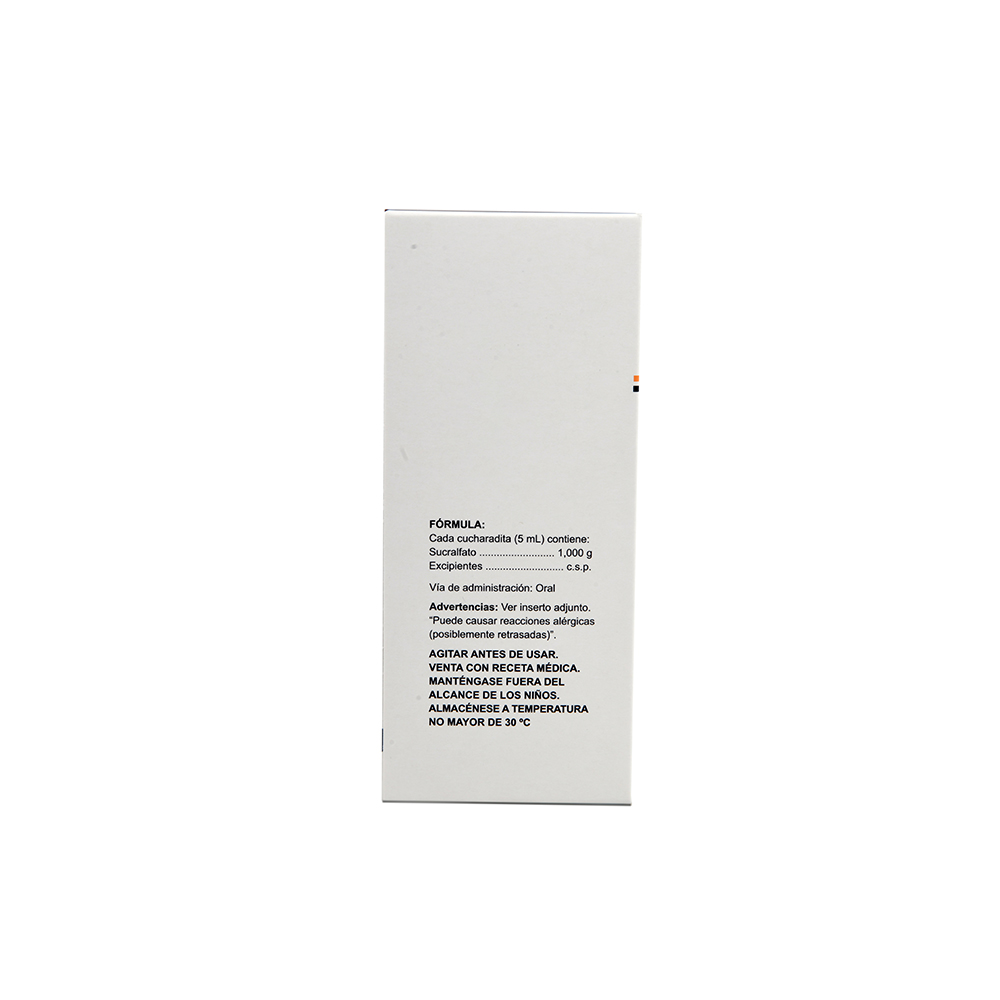 FÓRMULA:
Cada cucharadita (5 mL) contiene:
Sucralfato .......................... 1,000 g
Excipientes ........................... c.s.p.
Vía de administración: Oral
Advertencias: Ver inserto adjunto.
“Puede causar reacciones alérgicas
(posiblemente retrasadas)”.
AGITAR ANTES DE USAR.
VENTA CON RECETA MÉDICA.
MANTÉNGASE FUERA DEL
ALCANCE DE LOS NIÑOS.
ALMACÉNESE A TEMPERATURA
NO MAYOR DE 30 ºC